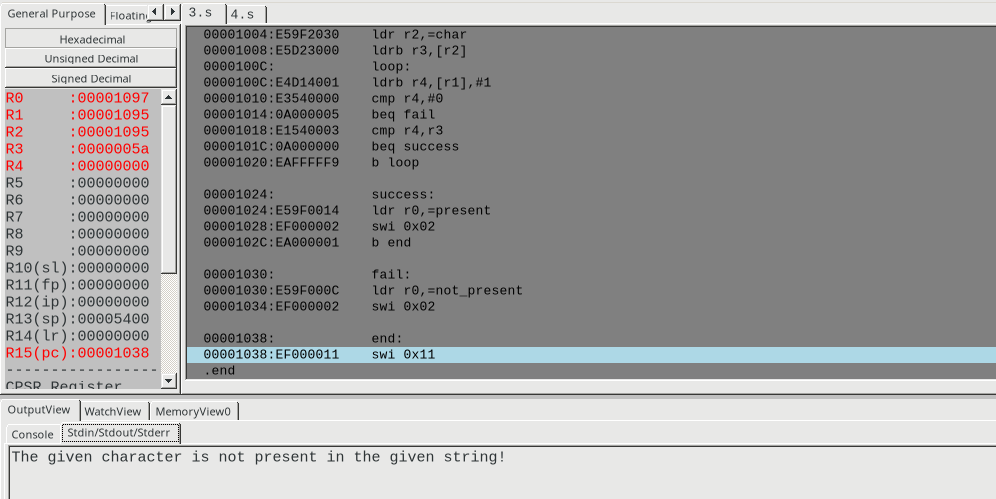 General Purpose
Floating
3.s
4.s
Hexadecimal
Unsigned Decimal
Signed Decimal
R0 :00001097
R1 :00001095
R2 :00001095
R3 :0000005a
R4 :00000000
R5 :00000000
R6 :00000000
R7 :00000000
R8 :00000000
R9 :00000000
R10(sl):00000000
R11(fp):00000000
R12(ip):00000000
R13(sp):00005400
R14(lr):00000000
R15(pc):00001038
------------------
CPSR Register
00001004:E59F2030 ldr r2,=char
00001008:E5D23000 ldrb r3,[r2]
0000100C: loop:
0000100C:E4D14001 ldrb r4,[r1],#1
00001010:E3540000 cmp r4,#0
00001014:0A000005 beq fail
00001018:E1540003 cmp r4,r3
0000101C:0A000000 beq success
00001020:EAFFFFF9 b loop
00001024: success:
00001024:E59F0014 ldr r0,=present
00001028:EF000002 swi 0x02
0000102C:EA000001 b end
00001030: fail:
00001030:E59F000C ldr r0,=not_present
00001034:EF000002 swi 0x02
00001038: end:
00001038:EF000011 swi 0x11
.end
OutputView
WatchView
MemoryView0
Console
Stdin/Stdout/Stderr
The given character is not present in the given string!